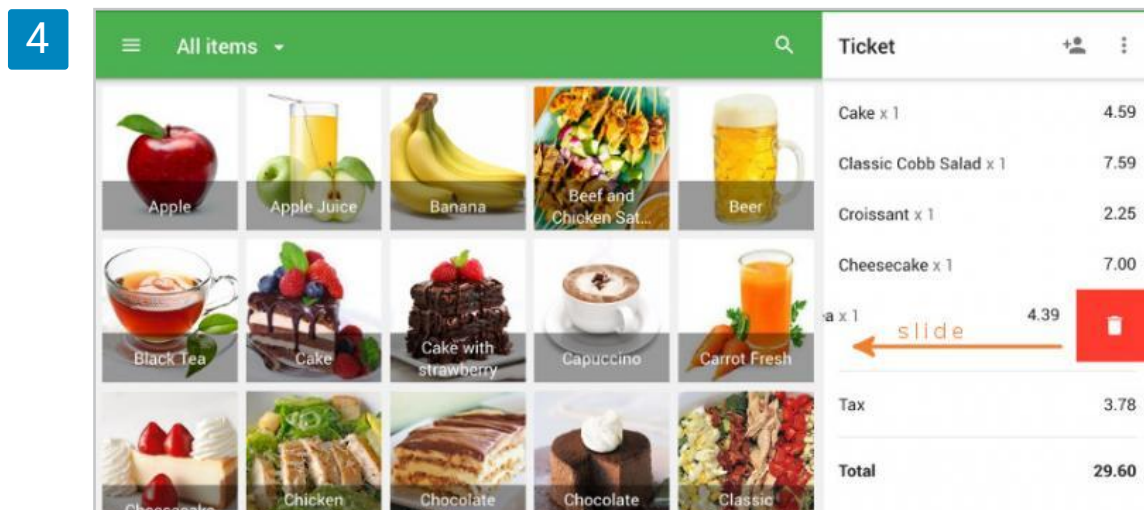 4
All items
Ticket
Apple
Apple Juice
Banana
Beef and
Chicken Sat...
Beer
Black Tea
Cake
Cake with
strawberry
Capuccino
Carrot Fresh
Cheesecake
Chicken
Chocolate
Chocolate
Classic
Cake x 1 4.59
Classic Cobb Salad x 1 7.59
Croissant x 1 2.25
Cheesecake x 1 7.00
a x 1 4.39
slide
Tax 3.78
Total 29.60